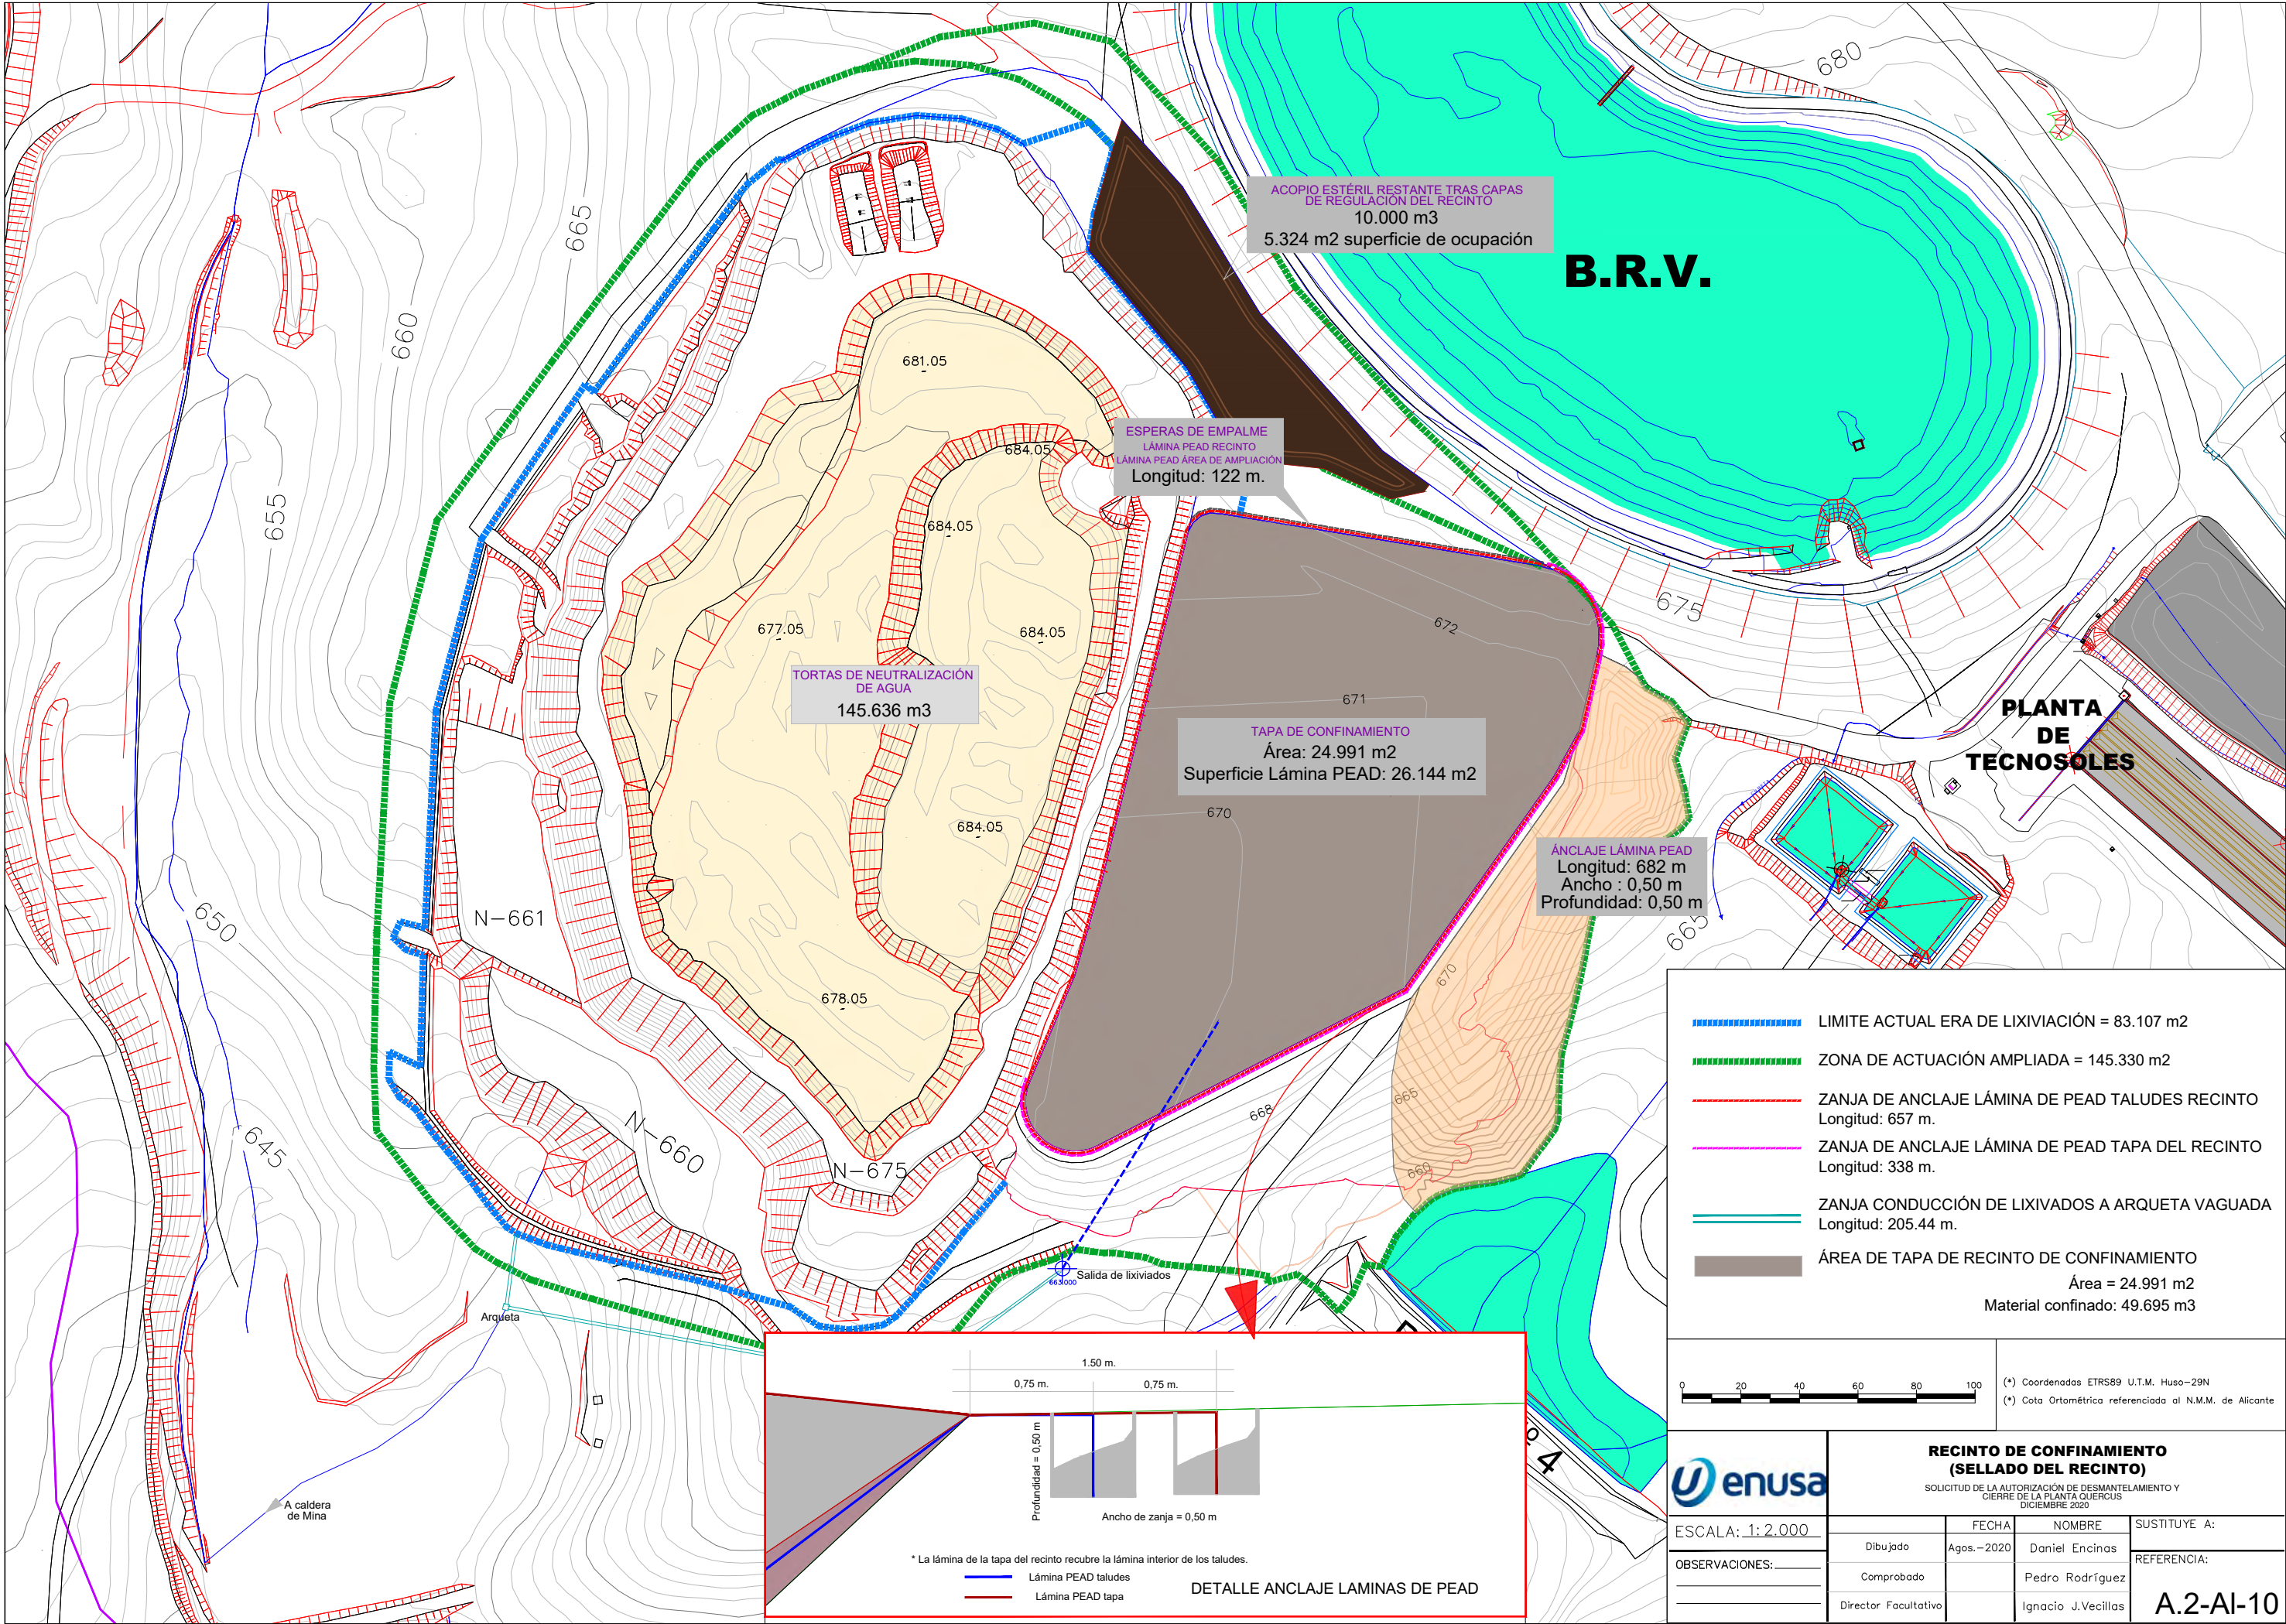 680
665
660
655
650
645
ACOPIO ESTÉRIL RESTANTE TRAS CAPAS
DE REGULACIÓN DEL RECINTO
10.000 m3
5.324 m2 superficie de ocupación
B.R.V.
681.05
684.05
684.05
684.05
677.05
684.05
678.05
ESPERAS DE EMPALME
LÁMINA PEAD RECINTO
LÁMINA PEAD ÁREA DE AMPLIACIÓN
Longitud: 122 m.
TORTAS DE NEUTRALIZACIÓN
DE AGUA
145.636 m3
672
671
670
675
TAPA DE CONFINAMIENTO
Área: 24.991 m2
Superficie Lámina PEAD: 26.144 m2
PLANTA
DE
TECNOSOLES
ÁNCLAJE LÁMINA PEAD
Longitud: 682 m
Ancho : 0,50 m
Profundidad: 0,50 m
665
670
665
660
668
N-661
N-660
N-675
663.000
Salida de lixiviados
Arqueta
A caldera
de Mina
LIMITE ACTUAL ERA DE LIXIVIACIÓN = 83.107 m2
ZONA DE ACTUACIÓN AMPLIADA = 145.330 m2
ZANJA DE ANCLAJE LÁMINA DE PEAD TALUDES RECINTO
Longitud: 657 m.
ZANJA DE ANCLAJE LÁMINA DE PEAD TAPA DEL RECINTO
Longitud: 338 m.
ZANJA CONDUCCIÓN DE LIXIVADOS A ARQUETA VAGUADA
Longitud: 205.44 m.
ÁREA DE TAPA DE RECINTO DE CONFINAMIENTO
Área = 24.991 m2
Material confinado: 49.695 m3
0 20 40 60 80 100
(*) Coordenadas ETRS89 U.T.M. Huso-29N
(*) Cota Ortométrica referenciada al N.M.M. de Alicante
1.50 m.
0,75 m. 0,75 m.
Profundidad = 0,50 m
Ancho de zanja = 0,50 m
* La lámina de la tapa del recinto recubre la lámina interior de los taludes.
Lámina PEAD taludes
Lámina PEAD tapa
DETALLE ANCLAJE LAMINAS DE PEAD
4
enusa
RECINTO DE CONFINAMIENTO
(SELLADO DEL RECINTO)
SOLICITUD DE LA AUTORIZACIÓN DE DESMANTELAMIENTO Y
CIERRE DE LA PLANTA QUERCUS
DICIEMBRE 2020
ESCALA: 1:2.000
OBSERVACIONES:
FECHA NOMBRE
Dibujado Agos.-2020 Daniel Encinas
Comprobado Pedro Rodríguez
Director Facultativo Ignacio J.Vecillas
SUSTITUYE A:
REFERENCIA:
A.2-AI-10